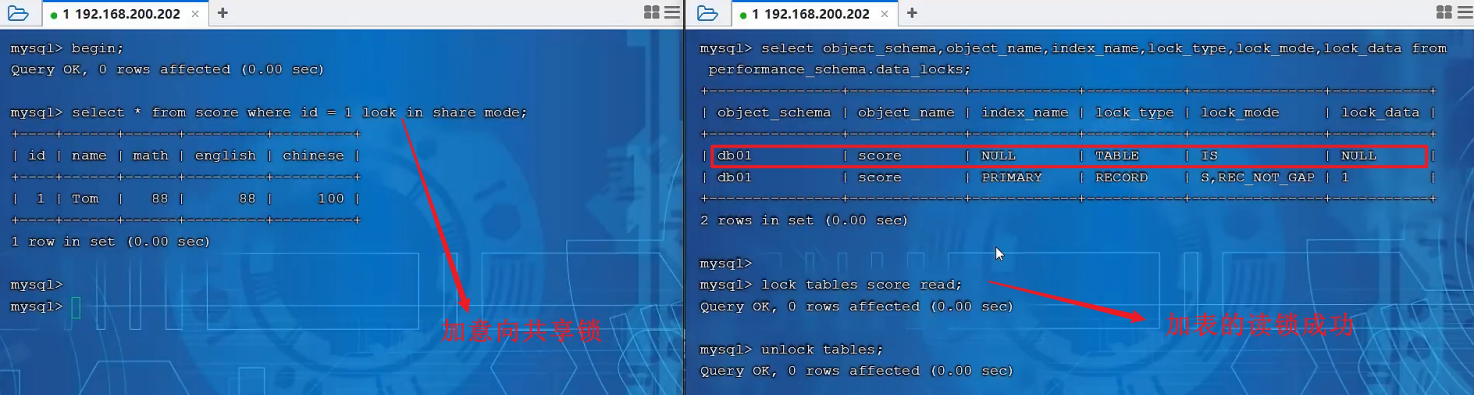 1 192.168.200.202 × +
mysql> begin;
Query OK, 0 rows affected (0.00 sec)
mysql> select * from score where id = 1 lock in share mode;
+----+------+------+---------+---------+
| id | name | math | english | chinese |
+----+------+------+---------+---------+
| 1 | Tom | 88 | 88 | 100 |
+----+------+------+---------+---------+
1 row in set (0.00 sec)
mysql>
mysql>
加意向共享锁
1 192.168.200.202 × +
mysql> select object_schema,object_name,index_name,lock_type,lock_mode,lock_data from
performance_schema.data_locks;
+---------------+-------------+------------+-----------+---------------+-----------+
| object_schema | object_name | index_name | lock_type | lock_mode | lock_data |
+---------------+-------------+------------+-----------+---------------+-----------+
| db01 | score | NULL | TABLE | IS | NULL |
| db01 | score | PRIMARY | RECORD | S,REC_NOT_GAP | 1 |
+---------------+-------------+------------+-----------+---------------+-----------+
2 rows in set (0.00 sec)
mysql>
mysql> lock tables score read;
Query OK, 0 rows affected (0.00 sec)
加表的读锁成功
mysql> unlock tables;
Query OK, 0 rows affected (0.00 sec)